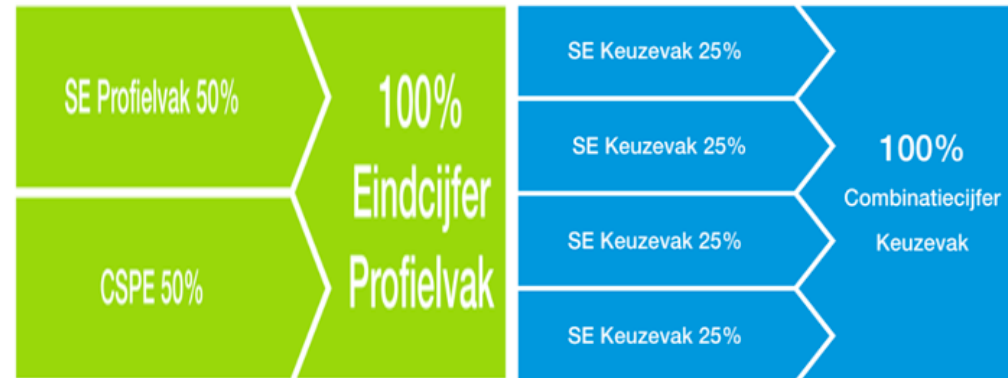 SE Profielvak 50%
CSPE 50%
100%
Eindcijfer
Profielvak
SE Keuzevak 25%
SE Keuzevak 25%
SE Keuzevak 25%
SE Keuzevak 25%
100%
Combinatiecijfer
Keuzevak